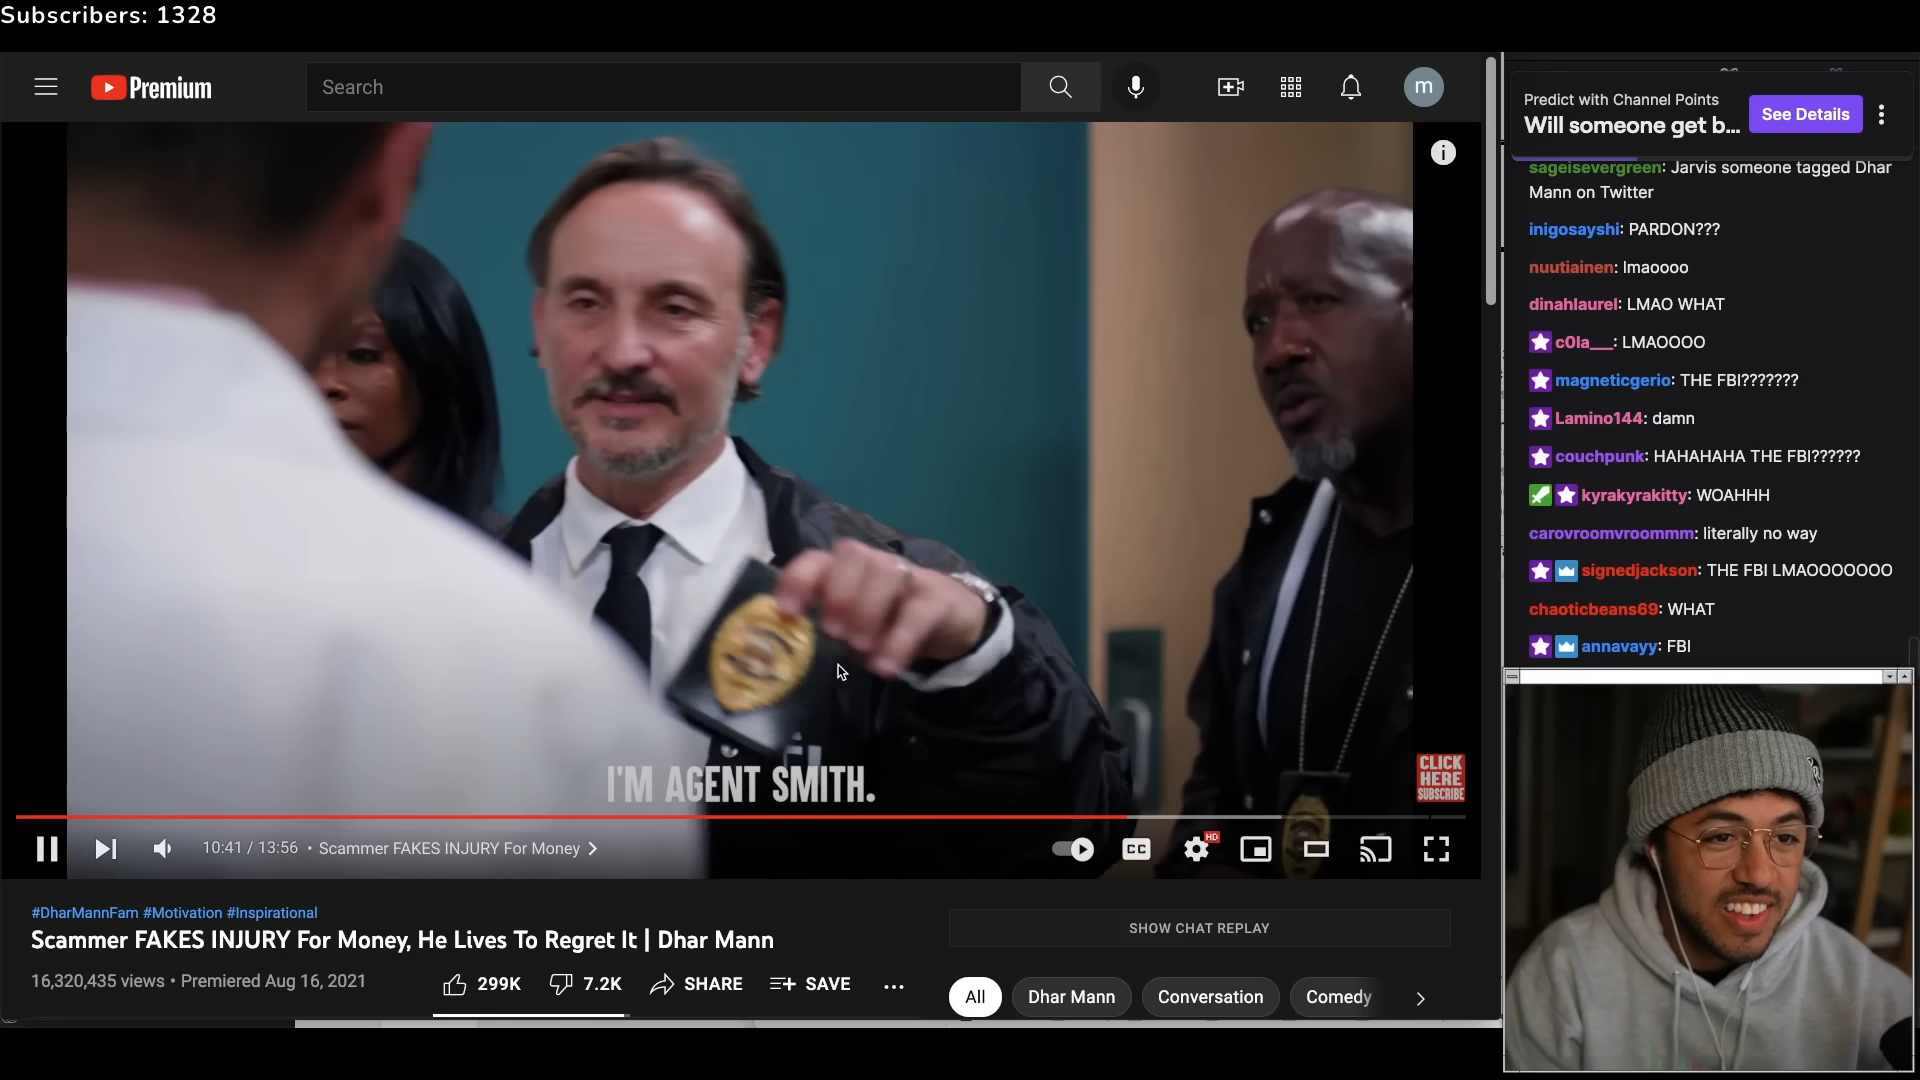 Subscribers: 1328
Premium
Search
m
Predict with Channel Points
Will someone get b...
See Details
sageisevergreen: Jarvis someone tagged Dhar
Mann on Twitter
inigosayshi: PARDON???
nuutiainen: lmaoooo
dinahlaurel: LMAO WHAT
c0la___: LMAOOOO
magneticgerio: THE FBI???????
Lamino144: damn
couchpunk: HAHAHAHA THE FBI??????
kyrakyrakitty: WOAHHH
carovroomvroommm: literally no way
signedjackson: THE FBI LMAOOOOOOO
chaoticbeans69: WHAT
annavayy: FBI
I'M AGENT SMITH.
CLICK
HERE
SUBSCRIBE
10:41 / 13:56 • Scammer FAKES INJURY For Money
CC
HD
#DharMannFam #Motivation #Inspirational
Scammer FAKES INJURY For Money, He Lives To Regret It | Dhar Mann
16,320,435 views • Premiered Aug 16, 2021
299K
7.2K
SHARE
SAVE
SHOW CHAT REPLAY
All
Dhar Mann
Conversation
Comedy